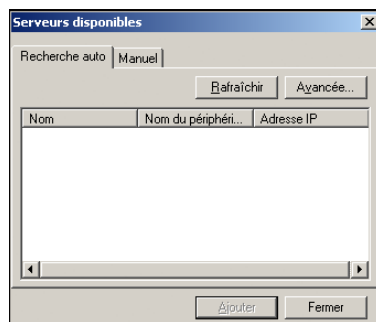 Serveurs disponibles
Recherche auto Manuel
Rafraîchir Avancée...
Nom Nom du périphéri... Adresse IP
Ajouter Fermer